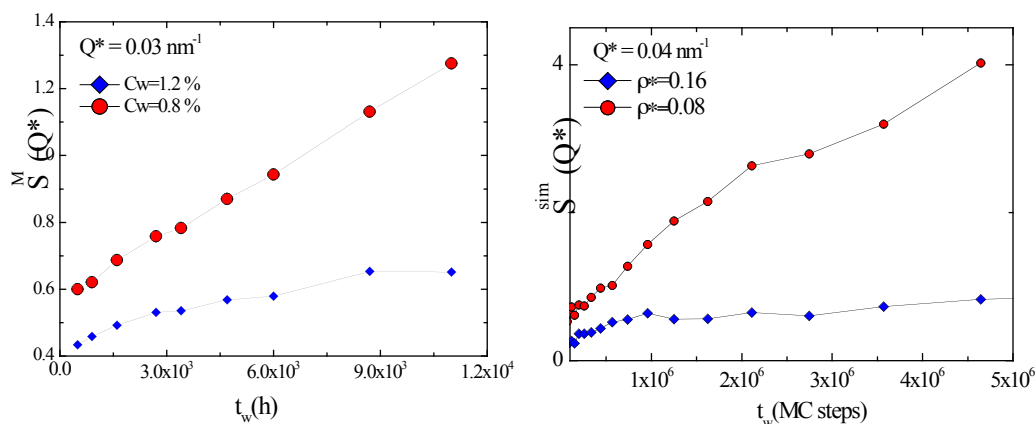 1.4
1.2
1.0
0.8
0.6
0.4
S^M (Q*)
Q* = 0.03 nm⁻¹
Cw=1.2 %
Cw=0.8 %
0.0
3.0x10³
6.0x10³
9.0x10³
1.2x10⁴
t_w(h)
4
0
S^sim (Q*)
Q* = 0.04 nm⁻¹
ρ*=0.16
ρ*=0.08
1x10⁶
2x10⁶
3x10⁶
4x10⁶
5x10⁶
t_w(MC steps)